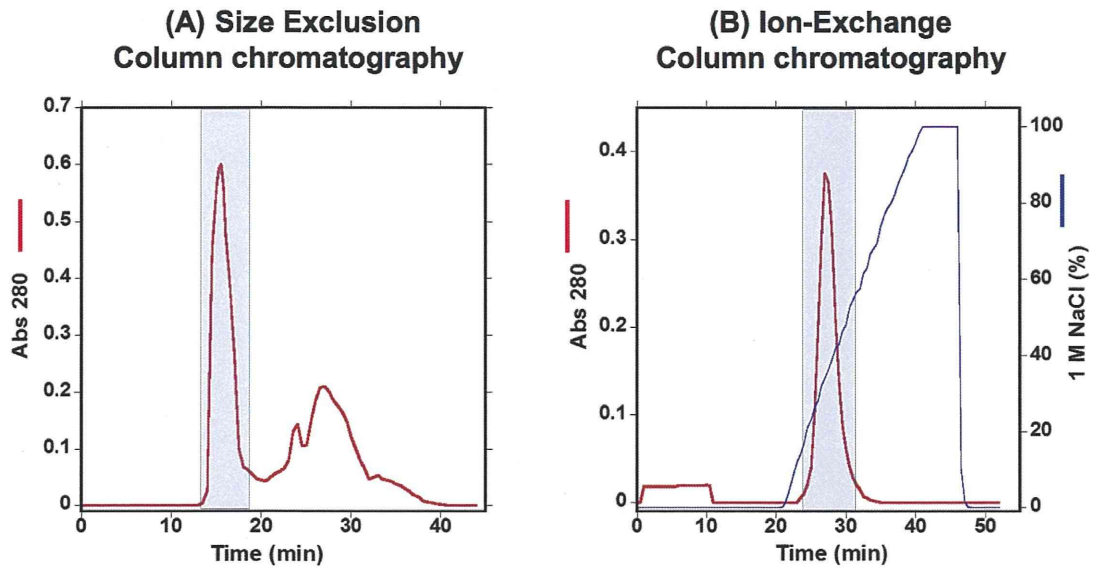 (A) Size Exclusion
Column chromatography
0.7
0.6
0.5
0.4
0.3
0.2
0.1
0
Abs 280
0 10 20 30 40
Time (min)
(B) Ion-Exchange
Column chromatography
0.4
0.3
0.2
0.1
0
Abs 280
100
80
60
40
20
0
1 M NaCl (%)
0 10 20 30 40 50
Time (min)